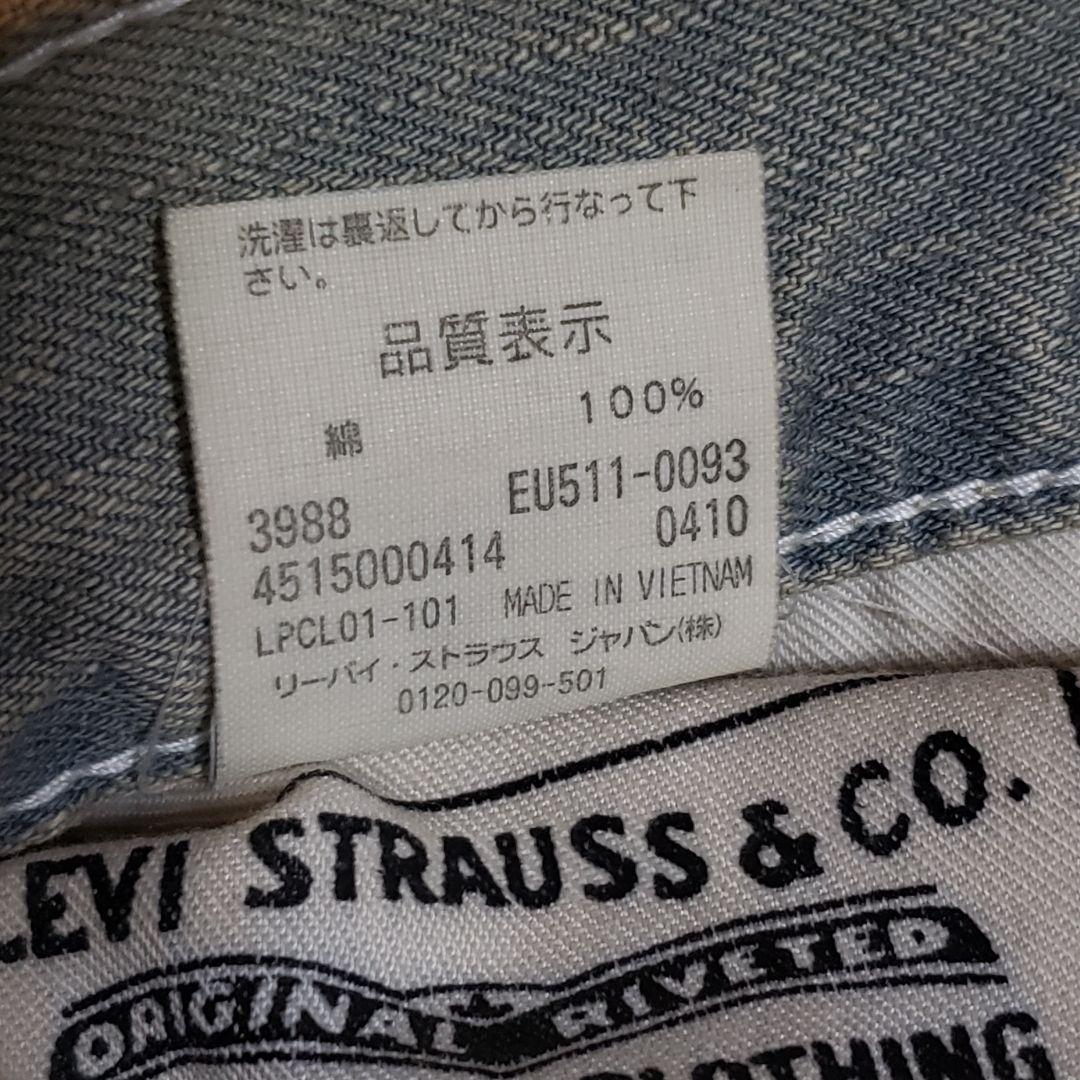 洗濯は裏返してから行なって下
さい。
品質表示
綿 100%
3988 EU511-0093
4515000414 0410
LPCL01-101 MADE IN VIETNAM
リーバイ・ストラウス ジャパン(株)
0120-099-501
LEVI STRAUSS & CO.
ORIGINAL RIVETED
CLOTHING